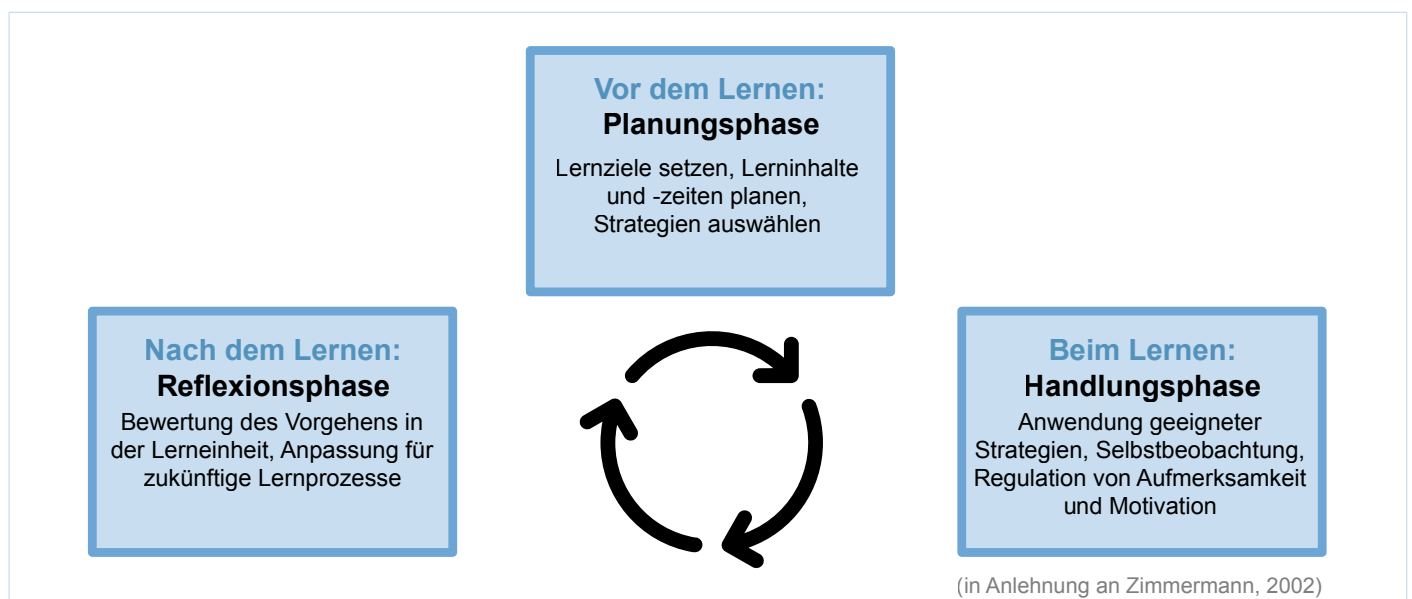 Vor dem Lernen:
Planungsphase
Lernziele setzen, Lerninhalte
und -zeiten planen,
Strategien auswählen
Nach dem Lernen:
Reflexionsphase
Bewertung des Vorgehens in
der Lerneinheit, Anpassung für
zukünftige Lernprozesse
Beim Lernen:
Handlungsphase
Anwendung geeigneter
Strategien, Selbstbeobachtung,
Regulation von Aufmerksamkeit
und Motivation
(in Anlehnung an Zimmermann, 2002)